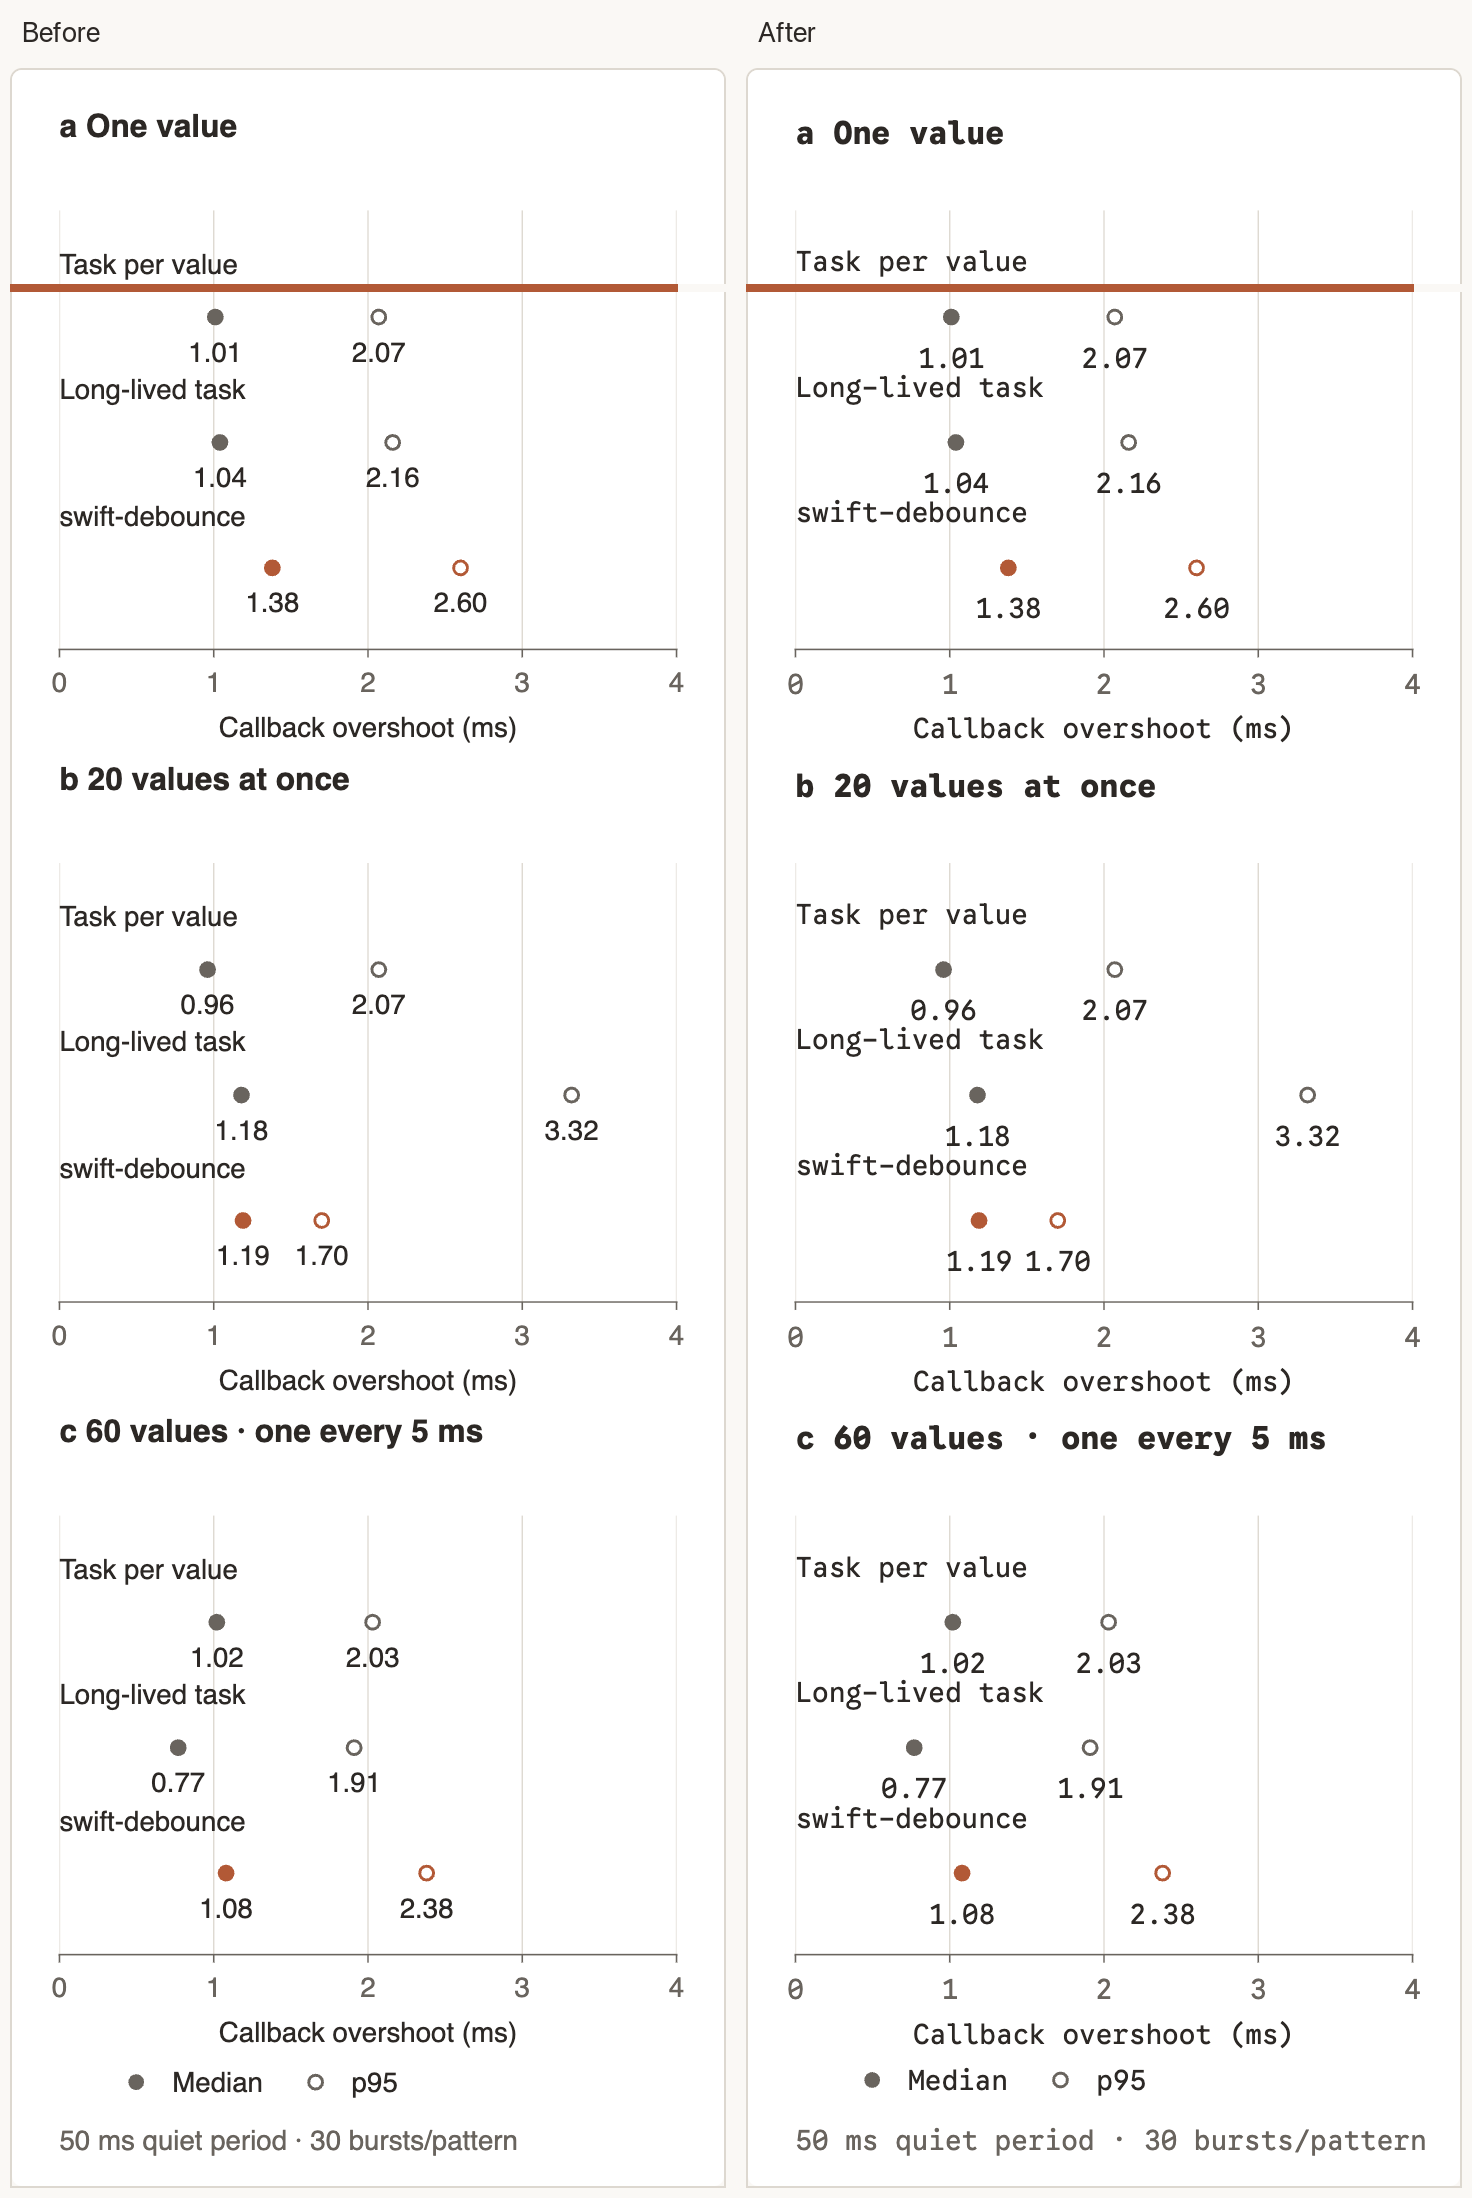 Before
a One value
Task per value
1.01 2.07
Long-lived task
1.04 2.16
swift-debounce
1.38 2.60
0 1 2 3 4
Callback overshoot (ms)
b 20 values at once
Task per value
0.96 2.07
Long-lived task
1.18 3.32
swift-debounce
1.19 1.70
0 1 2 3 4
Callback overshoot (ms)
c 60 values · one every 5 ms
Task per value
1.02 2.03
Long-lived task
0.77 1.91
swift-debounce
1.08 2.38
0 1 2 3 4
Callback overshoot (ms)
Median p95
50 ms quiet period · 30 bursts/pattern
After
a One value
Task per value
1.01 2.07
Long-lived task
1.04 2.16
swift-debounce
1.38 2.60
0 1 2 3 4
Callback overshoot (ms)
b 20 values at once
Task per value
0.96 2.07
Long-lived task
1.18 3.32
swift-debounce
1.19 1.70
0 1 2 3 4
Callback overshoot (ms)
c 60 values · one every 5 ms
Task per value
1.02 2.03
Long-lived task
0.77 1.91
swift-debounce
1.08 2.38
0 1 2 3 4
Callback overshoot (ms)
Median p95
50 ms quiet period · 30 bursts/pattern